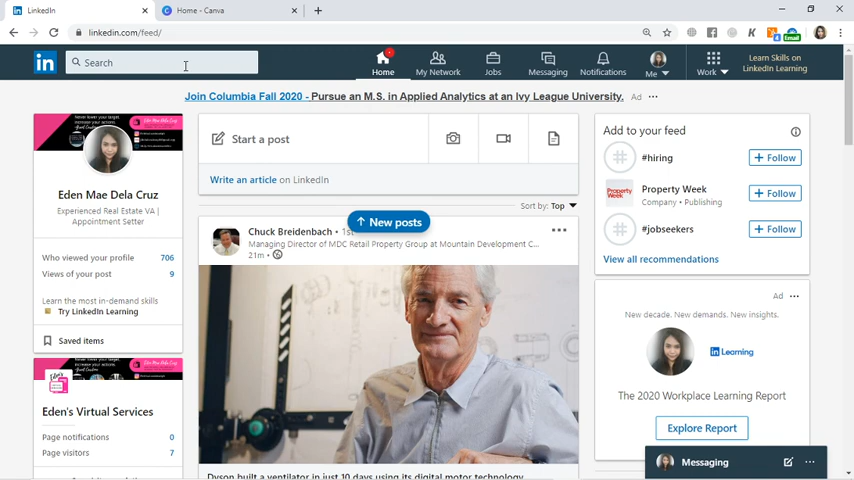 LinkedIn
Home - Canva
linkedin.com/feed/
Email
in
Search
Home
My Network
Jobs
Messaging
Notifications
Me
Work
Learn Skills on
LinkedIn Learning
Join Columbia Fall 2020 - Pursue an M.S. in Applied Analytics at an Ivy League University.
Ad
Eden Mae Dela Cruz
Experienced Real Estate VA |
Appointment Setter
Who viewed your profile 706
Views of your post 9
Learn the most in-demand skills
Try LinkedIn Learning
Saved items
Eden's Virtual Services
Page notifications 0
Page visitors 7
Start a post
Write an article on LinkedIn
Sort by: Top
New posts
Chuck Breidenbach • 1st
Managing Director of MDC Retail Property Group at Mountain Development C...
21m •
Dyson built a ventilator in just 10 days using its digital motor technology
Add to your feed
#hiring
+ Follow
Property Week
Property Week
Company • Publishing
+ Follow
#jobseekers
+ Follow
View all recommendations
Ad
New decade. New demands. New insights.
in Learning
The 2020 Workplace Learning Report
Explore Report
Messaging